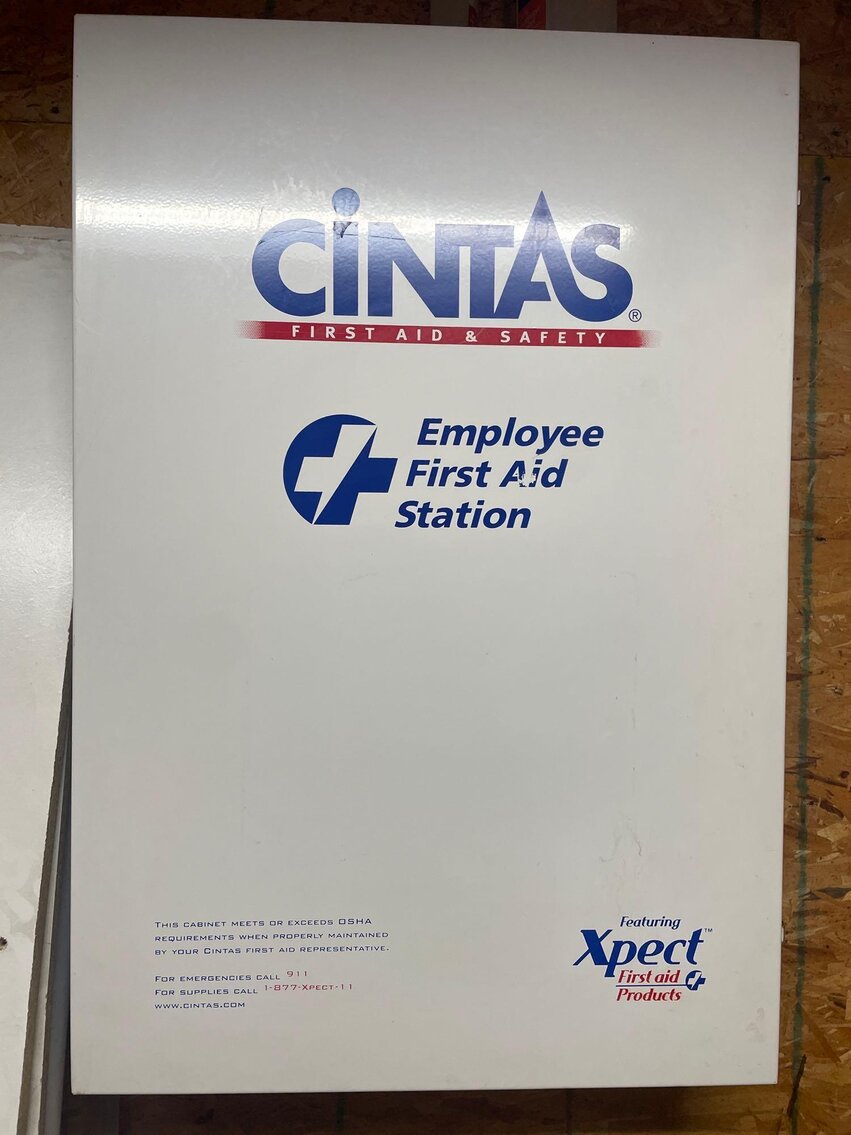 CiNTAS®
FIRST AID & SAFETY
Employee
First Aid
Station
THIS CABINET MEETS OR EXCEEDS OSHA
REQUIREMENTS WHEN PROPERLY MAINTAINED
BY YOUR CINTAS FIRST AID REPRESENTATIVE.
FOR EMERGENCIES CALL 911
FOR SUPPLIES CALL 1-877-XPECT-11
WWW.CINTAS.COM
Featuring
Xpect™
First aid
Products